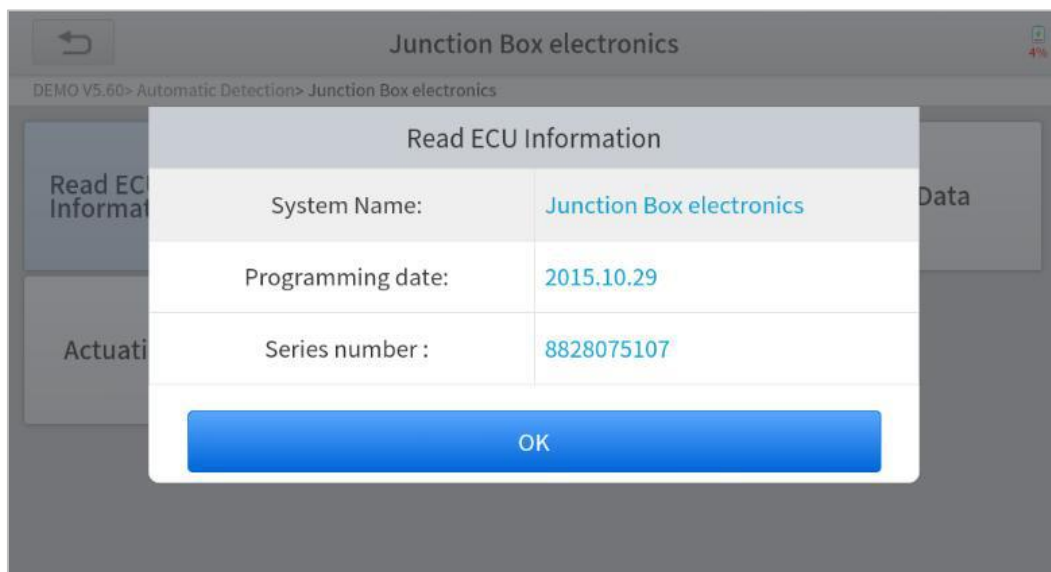 Junction Box electronics
4%
DEMO V5.60> Automatic Detection> Junction Box electronics
Read ECU Information
Read EC
Informat
System Name: Junction Box electronics
Data
Programming date: 2015.10.29
Actuati
Series number : 8828075107
OK